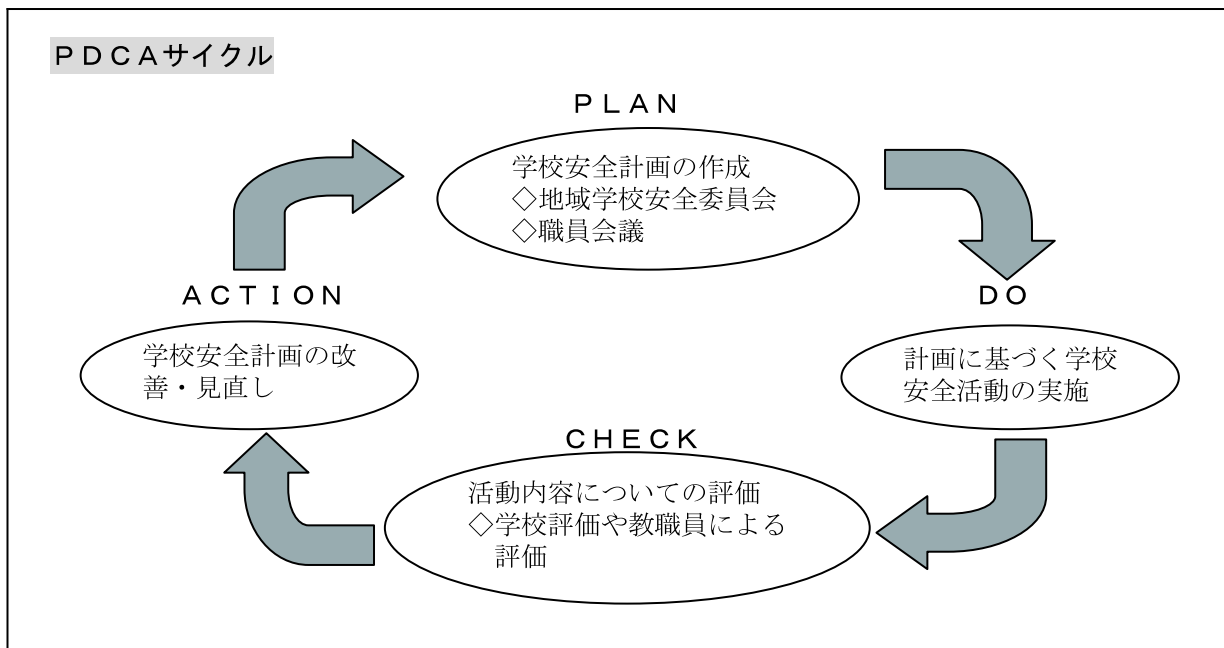 ＰＤＣＡサイクル
ＰＬＡＮ
学校安全計画の作成
◇地域学校安全委員会
◇職員会議
ＡＣＴＩＯＮ
学校安全計画の改
善・見直し
ＤＯ
計画に基づく学校
安全活動の実施
ＣＨＥＣＫ
活動内容についての評価
◇学校評価や教職員による
評価